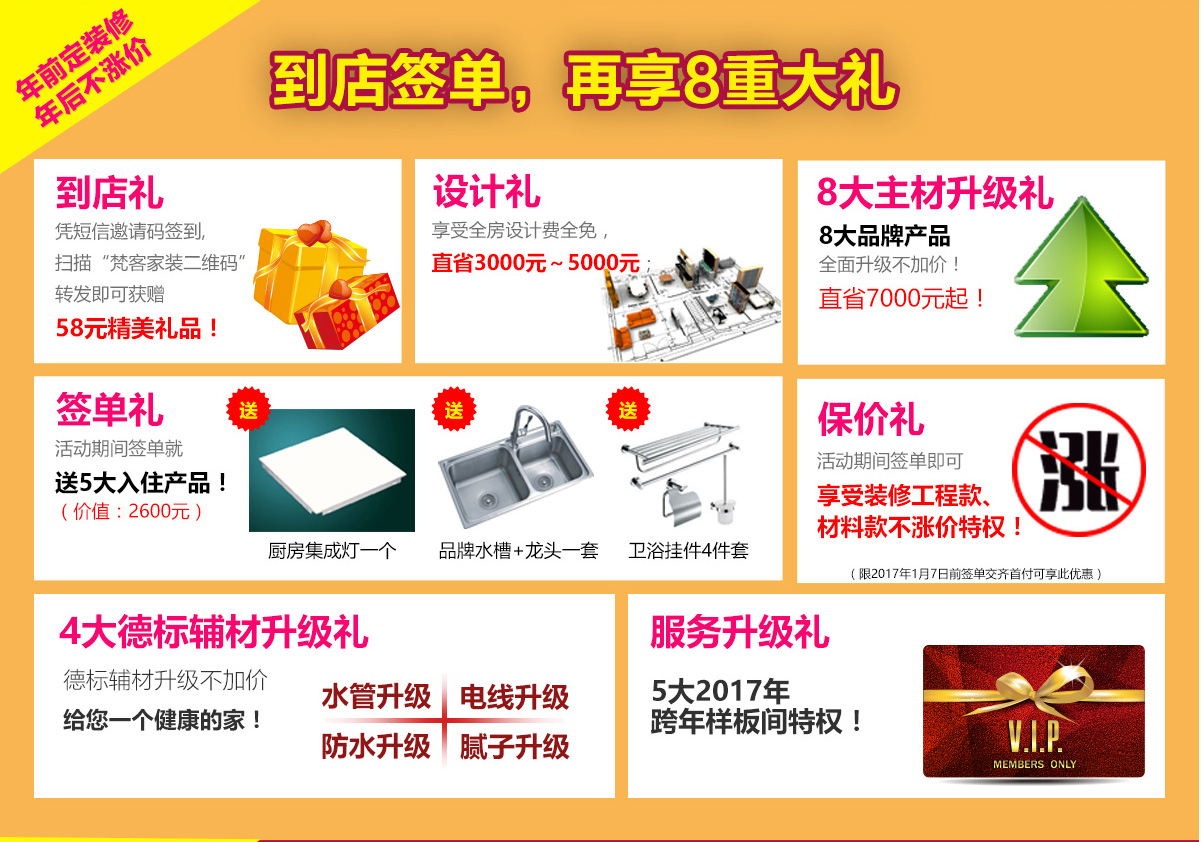 年前定装修
年后不涨价
到店签单，再享8重大礼
到店礼
凭短信邀请码签到,
扫描“梵客家装二维码”
转发即可获赠
58元精美礼品！
设计礼
享受全房设计费全免，
直省3000元～5000元；
8大主材升级礼
8大品牌产品
全面升级不加价！
直省7000元起！
签单礼
活动期间签单就
送5大入住产品！
（价值：2600元）
送
厨房集成灯一个
送
品牌水槽+龙头一套
送
卫浴挂件4件套
保价礼
活动期间签单即可
享受装修工程款、
材料款不涨价特权！
涨
（限2017年1月7日前签单交齐首付可享此优惠）
4大德标辅材升级礼
德标辅材升级不加价
给您一个健康的家！
水管升级 电线升级
防水升级 腻子升级
服务升级礼
5大2017年
跨年样板间特权！
V.I.P.
MEMBERS ONLY